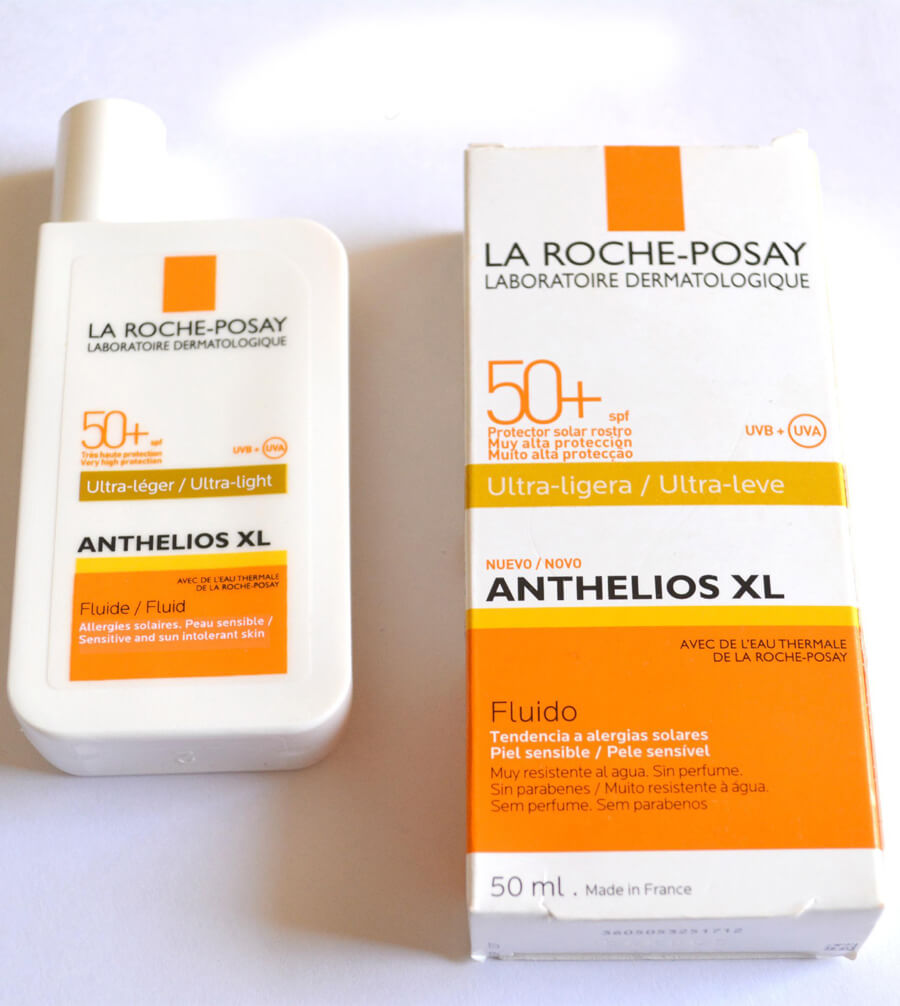 LA ROCHE-POSAY
LABORATOIRE DERMATOLOGIQUE
50+ spf
Très haute protection
Very high protection
UVB + UVA
Ultra-léger / Ultra-light
ANTHELIOS XL
AVEC DE L'EAU THERMALE
DE LA ROCHE-POSAY
Fluide / Fluid
Allergies solaires. Peau sensible /
Sensitive and sun intolerant skin
LA ROCHE-POSAY
LABORATOIRE DERMATOLOGIQUE
50+ spf
Protector solar rostro
Muy alta protección
Muito alta protecção
UVB + UVA
Ultra-ligera / Ultra-leve
NUEVO / NOVO
ANTHELIOS XL
AVEC DE L'EAU THERMALE
DE LA ROCHE-POSAY
Fluido
Tendencia a alergias solares
Piel sensible / Pele sensível
Muy resistente al agua. Sin perfume.
Sin parabenes / Muito resistente à água.
Sem perfume. Sem parabenos
50 ml . Made in France